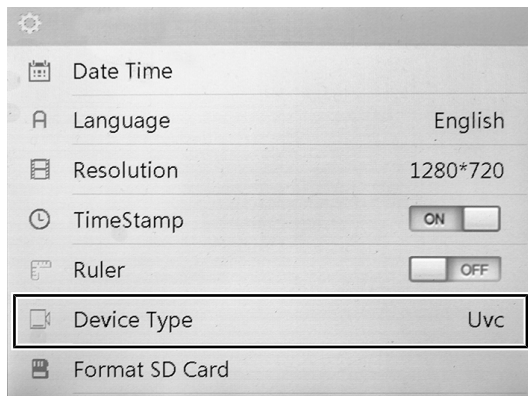 Date Time
Language English
Resolution 1280*720
TimeStamp ON
Ruler OFF
Device Type Uvc
Format SD Card